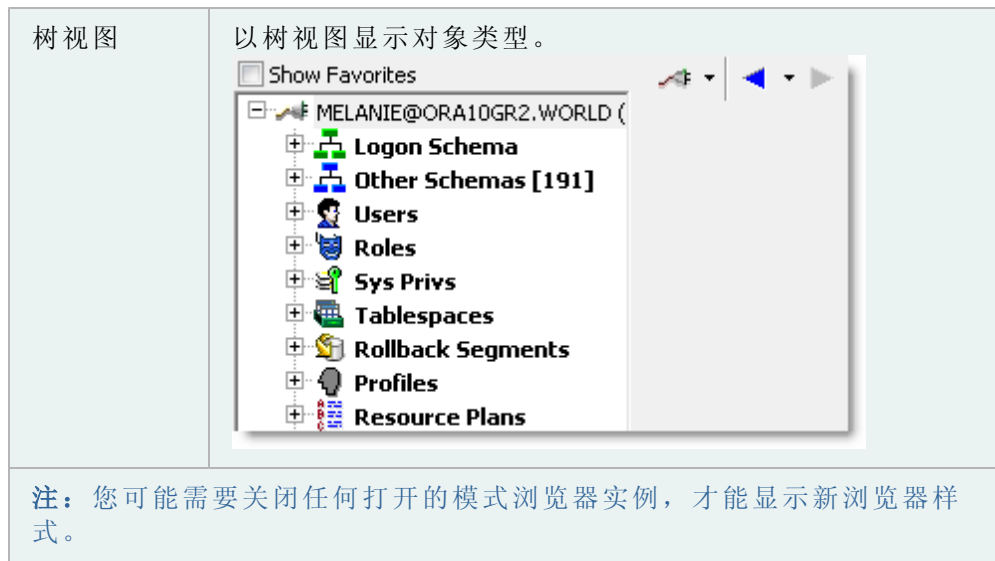 树视图
以树视图显示对象类型。
Show Favorites
MELANIE@ORA10GR2.WORLD (
Logon Schema
Other Schemas [191]
Users
Roles
Sys Privs
Tablespaces
Rollback Segments
Profiles
Resource Plans
注：您可能需要关闭任何打开的模式浏览器实例，才能显示新浏览器样
式。